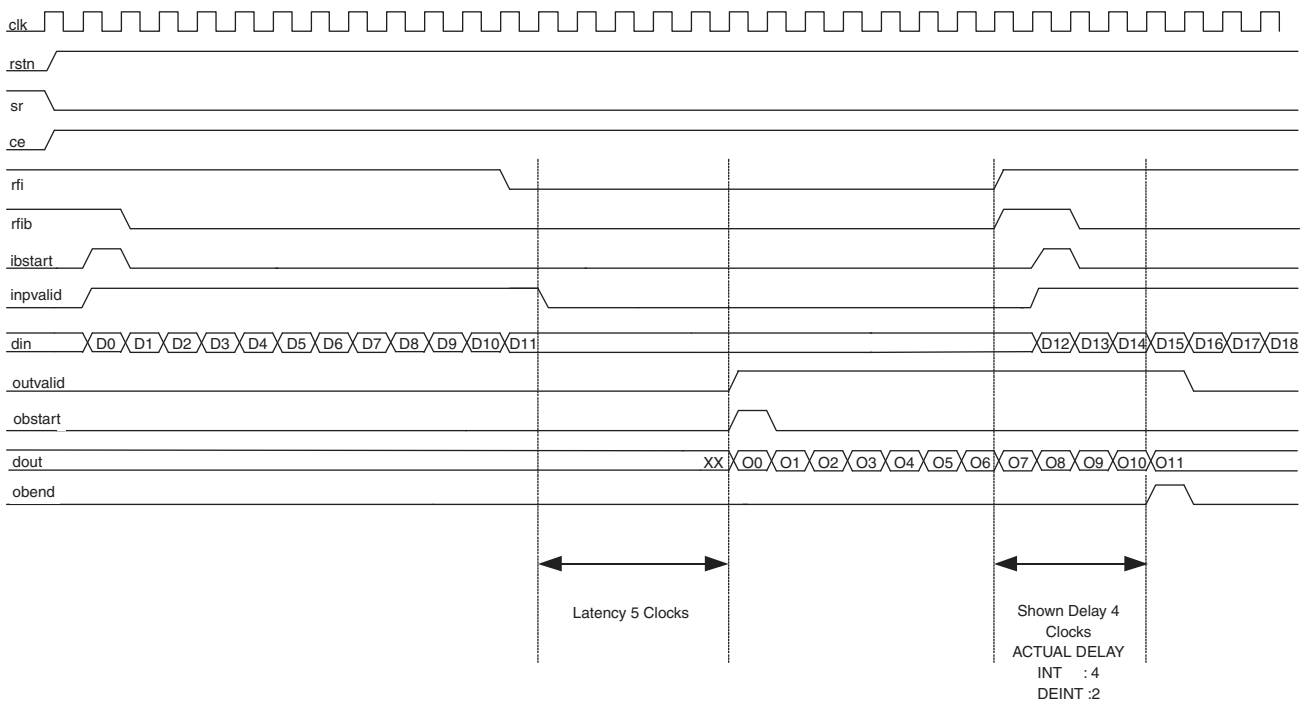 clk
rstn
sr
ce
rfi
rfib
ibstart
inpvalid
din D0 D1 D2 D3 D4 D5 D6 D7 D8 D9 D10 D11 D12 D13 D14 D15 D16 D17 D18
outvalid
obstart
dout XX O0 O1 O2 O3 O4 O5 O6 O7 O8 O9 O10 O11
obend
Latency 5 Clocks
Shown Delay 4
Clocks
ACTUAL DELAY
INT : 4
DEINT :2